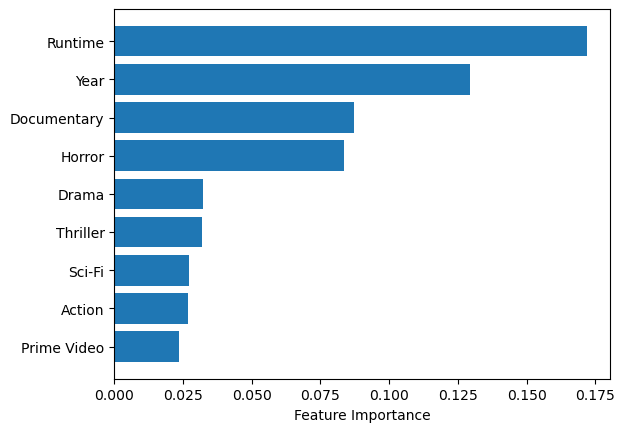 Runtime
Year
Documentary
Horror
Drama
Thriller
Sci-Fi
Action
Prime Video
0.000 0.025 0.050 0.075 0.100 0.125 0.150 0.175
Feature Importance